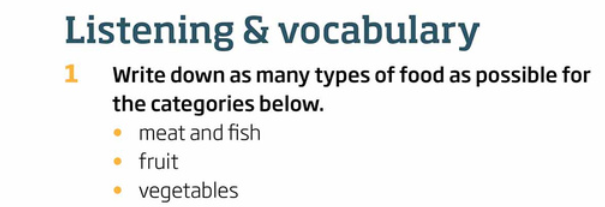 Listening & vocabulary
1 Write down as many types of food as possible for
the categories below.
• meat and fish
• fruit
• vegetables